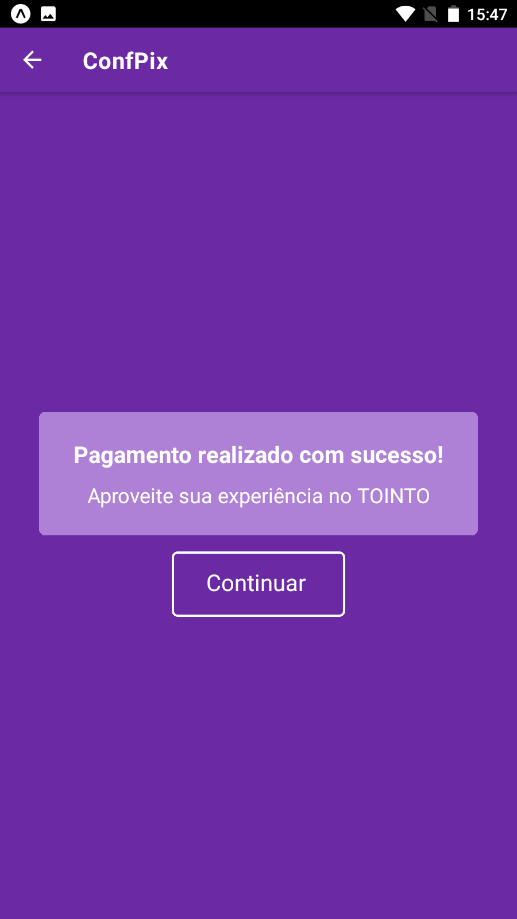 15:47
ConfPix
Pagamento realizado com sucesso!
Aproveite sua experiência no TOINTO
Continuar